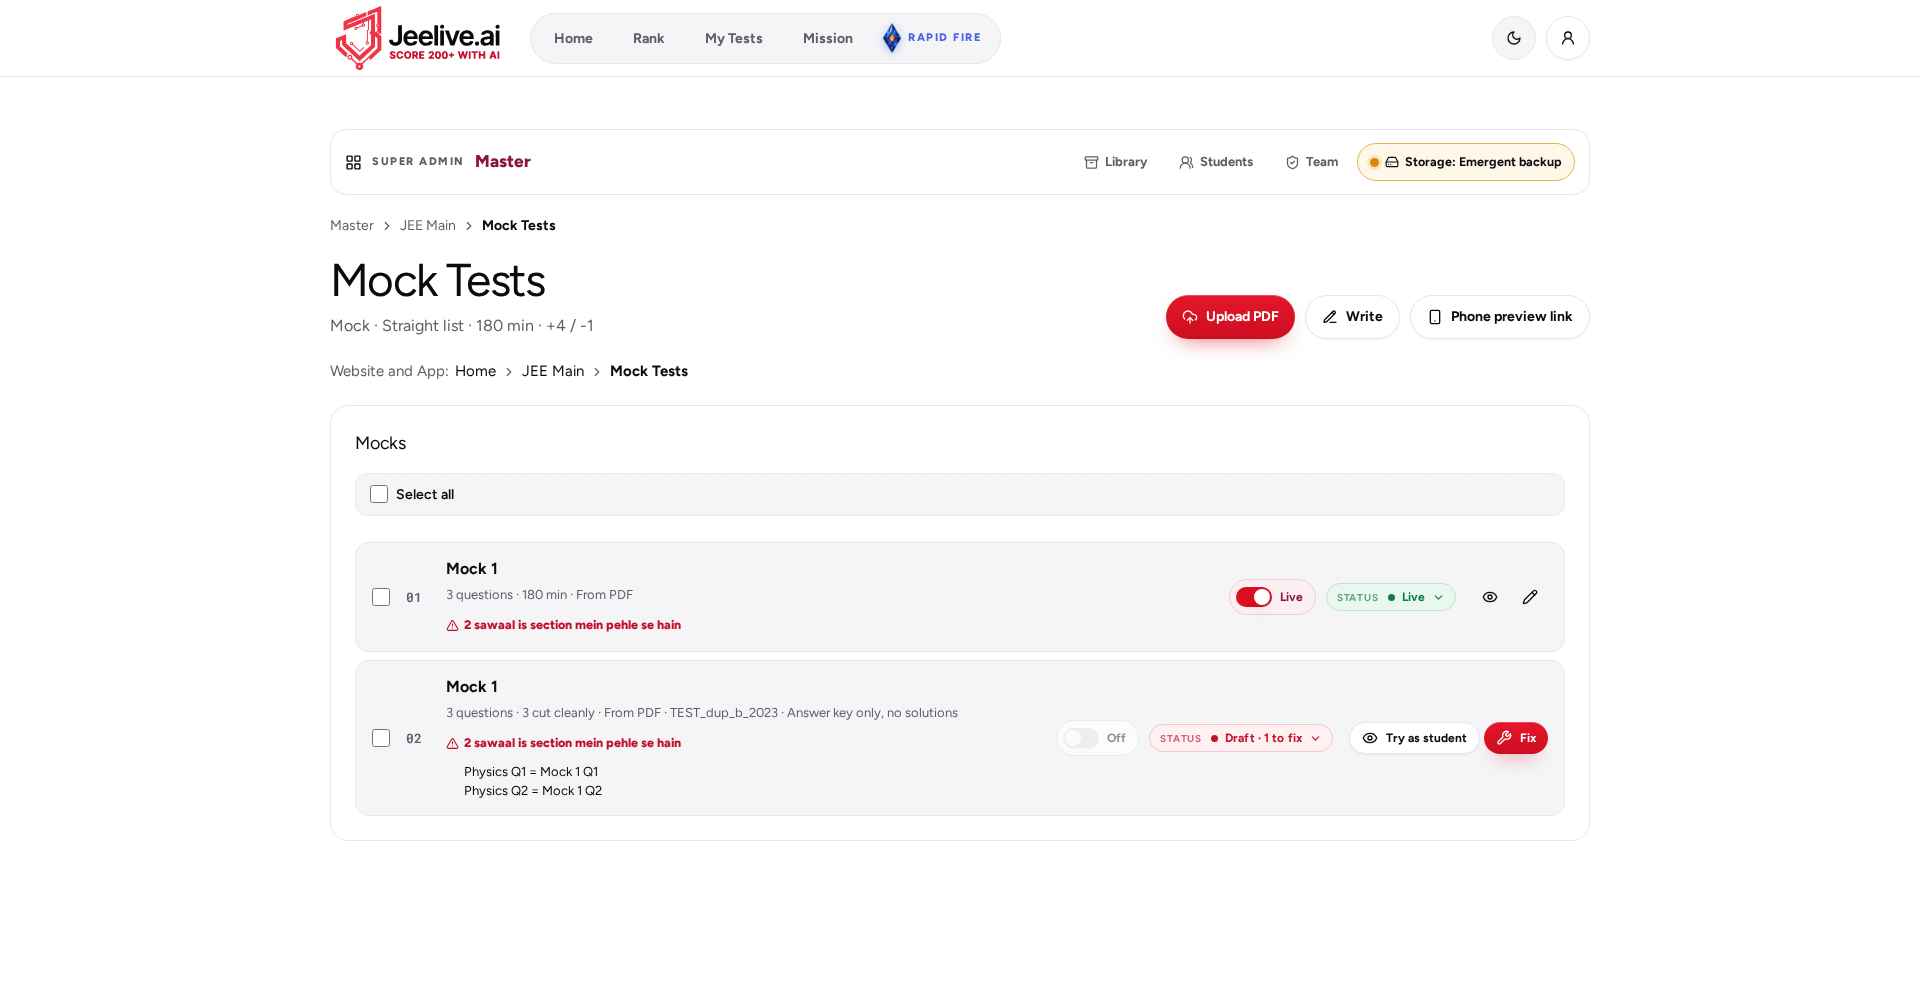 Jeelive.ai
SCORE 200+ WITH AI
Home
Rank
My Tests
Mission
RAPID FIRE
SUPER ADMIN Master
Library
Students
Team
Storage: Emergent backup
Master > JEE Main > Mock Tests
Mock Tests
Mock · Straight list · 180 min · +4 / -1
Upload PDF
Write
Phone preview link
Website and App: Home > JEE Main > Mock Tests
Mocks
Select all
01
Mock 1
3 questions · 180 min · From PDF
2 sawaal is section mein pehle se hain
Live
STATUS Live
02
Mock 1
3 questions · 3 cut cleanly · From PDF · TEST_dup_b_2023 · Answer key only, no solutions
2 sawaal is section mein pehle se hain
Physics Q1 = Mock 1 Q1
Physics Q2 = Mock 1 Q2
Off
STATUS Draft · 1 to fix
Try as student
Fix